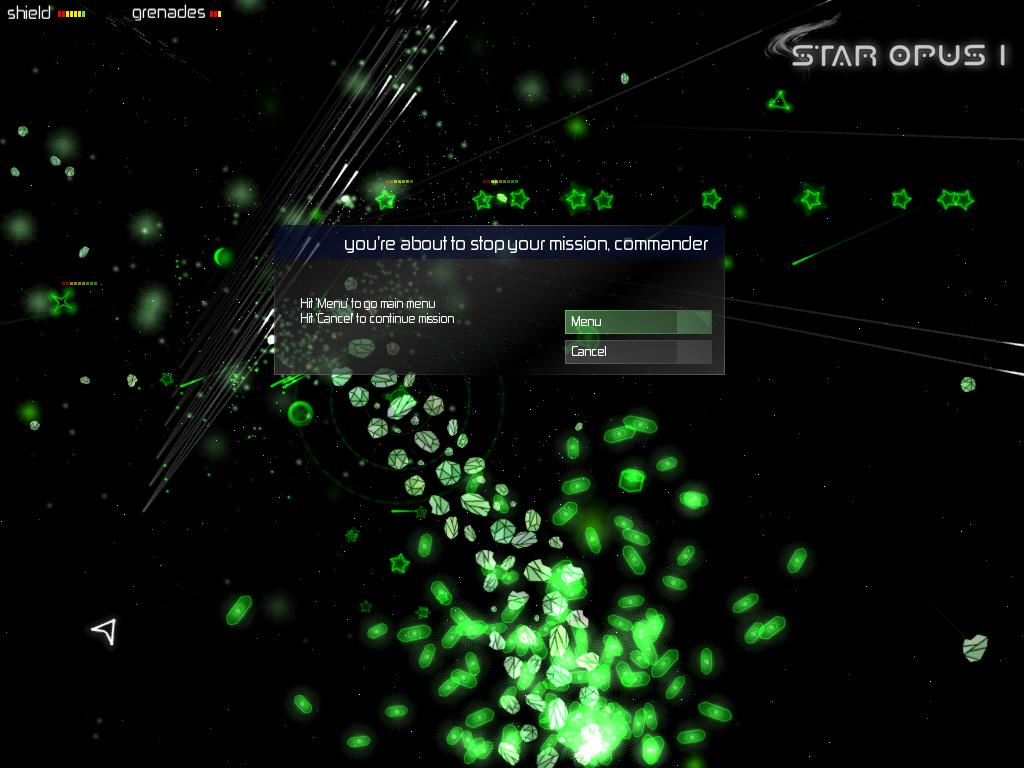 shield
grenades
STAR OPUS I
you're about to stop your mission, commander
Hit 'Menu' to go main menu
Hit 'Cancel' to continue mission
Menu
Cancel